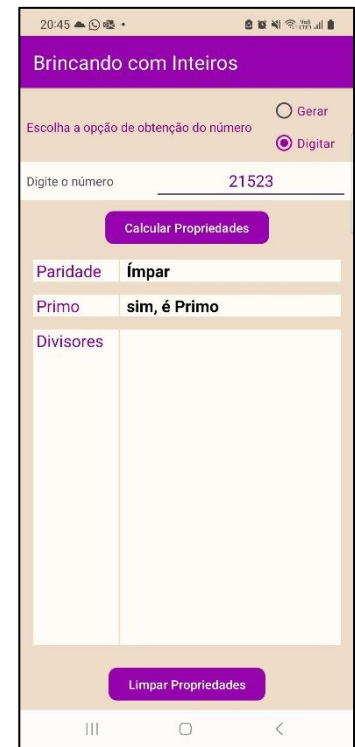 20:45
Brincando com Inteiros
Gerar
Escolha a opção de obtenção do número
Digitar
Digite o número 21523
Calcular Propriedades
Paridade Ímpar
Primo sim, é Primo
Divisores
Limpar Propriedades